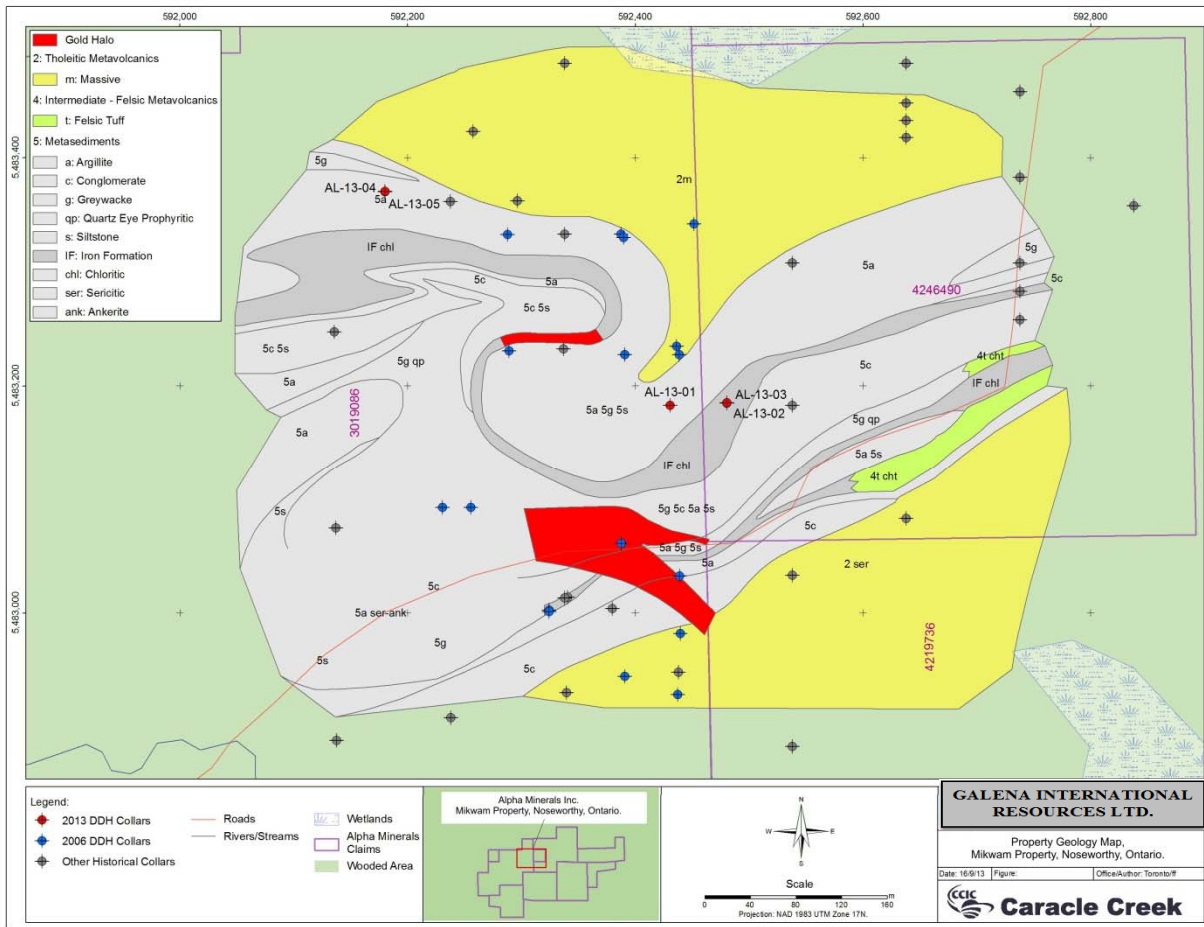 592,000 592,200 592,400 592,600 592,800
5,483,400
5,483,200
5,483,000
Gold Halo
2: Tholeitic Metavolcanics
m: Massive
4: Intermediate - Felsic Metavolcanics
t: Felsic Tuff
5: Metasediments
a: Argillite
c: Conglomerate
g: Greywacke
qp: Quartz Eye Prophyritic
s: Siltstone
IF: Iron Formation
chl: Chloritic
ser: Sericitic
ank: Ankerite
5g
AL-13-04
5a
AL-13-05
2m
IF chl
5c
5a
5c 5s
5a
5g
5c
4246490
5c 5s
5a
5g qp
3019086
5a
5s
AL-13-01
5a 5g 5s
AL-13-03
AL-13-02
5c
4t cht
IF chl
5g qp
5a 5s
4t cht
IF chl
5g 5c 5a 5s
5c
5a 5g 5s
5a
2 ser
4219736
5c
5a ser-ank
5g
5s
5c
Legend:
2013 DDH Collars
2006 DDH Collars
Other Historical Collars
Roads
Rivers/Streams
Wetlands
Alpha Minerals
Claims
Wooded Area
Alpha Minerals Inc.
Mikwam Property, Noseworthy, Ontario.
N
W E
S
Scale
m
0 40 80 120 160
Projection: NAD 1983 UTM Zone 17N.
GALENA INTERNATIONAL
RESOURCES LTD.
Property Geology Map,
Mikwam Property, Noseworthy, Ontario.
Date: 16/9/13 Figure: Office/Author: Toronto/ff
CCIC
Caracle Creek